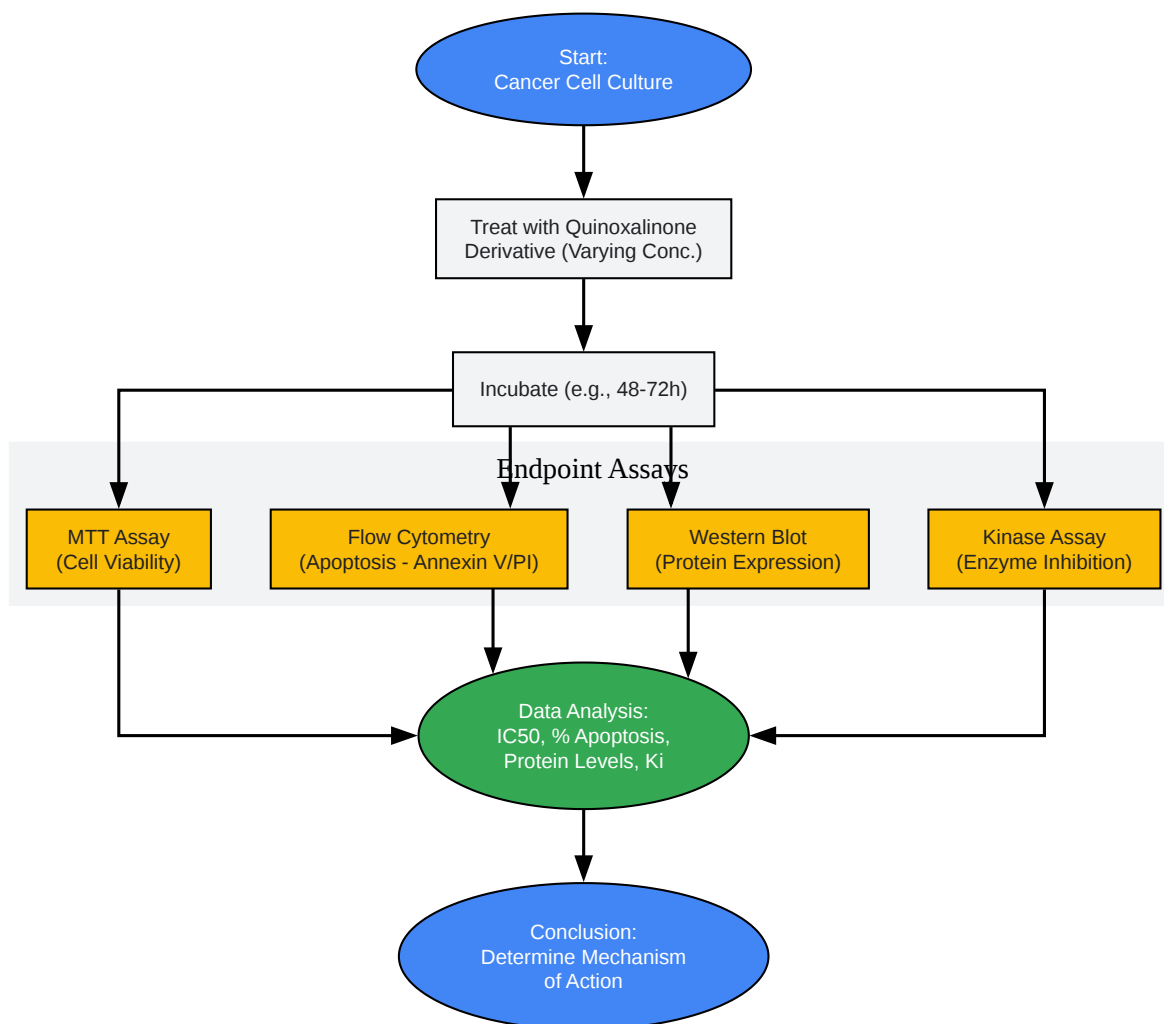 Start:
Cancer Cell Culture
Treat with Quinoxalinone
Derivative (Varying Conc.)
Incubate (e.g., 48-72h)
Endpoint Assays
MTT Assay
(Cell Viability)
Flow Cytometry
(Apoptosis - Annexin V/PI)
Western Blot
(Protein Expression)
Kinase Assay
(Enzyme Inhibition)
Data Analysis:
IC50, % Apoptosis,
Protein Levels, Ki
Conclusion:
Determine Mechanism
of Action